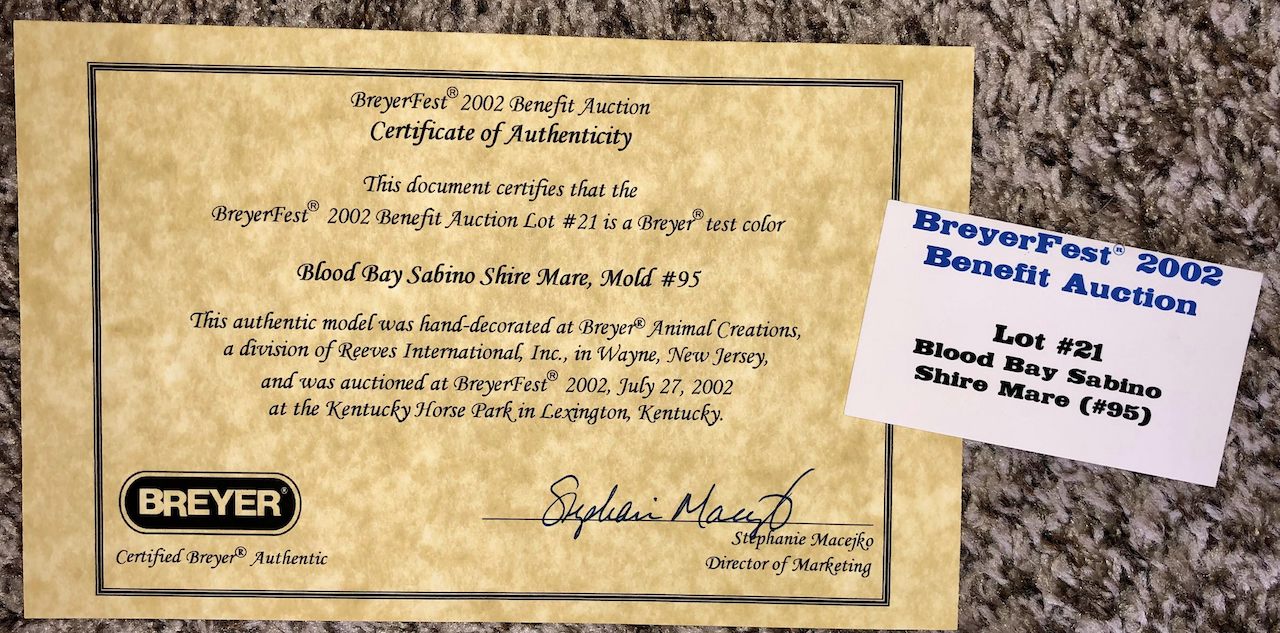 BreyerFest® 2002 Benefit Auction
Certificate of Authenticity
This document certifies that the
BreyerFest® 2002 Benefit Auction Lot #21 is a Breyer® test color
Blood Bay Sabino Shire Mare, Mold #95
This authentic model was hand-decorated at Breyer® Animal Creations,
a division of Reeves International, Inc., in Wayne, New Jersey,
and was auctioned at BreyerFest® 2002, July 27, 2002
at the Kentucky Horse Park in Lexington, Kentucky.
BREYER®
Certified Breyer® Authentic
Stephanie Macejko
Stephanie Macejko
Director of Marketing
BreyerFest® 2002
Benefit Auction
Lot #21
Blood Bay Sabino
Shire Mare (#95)